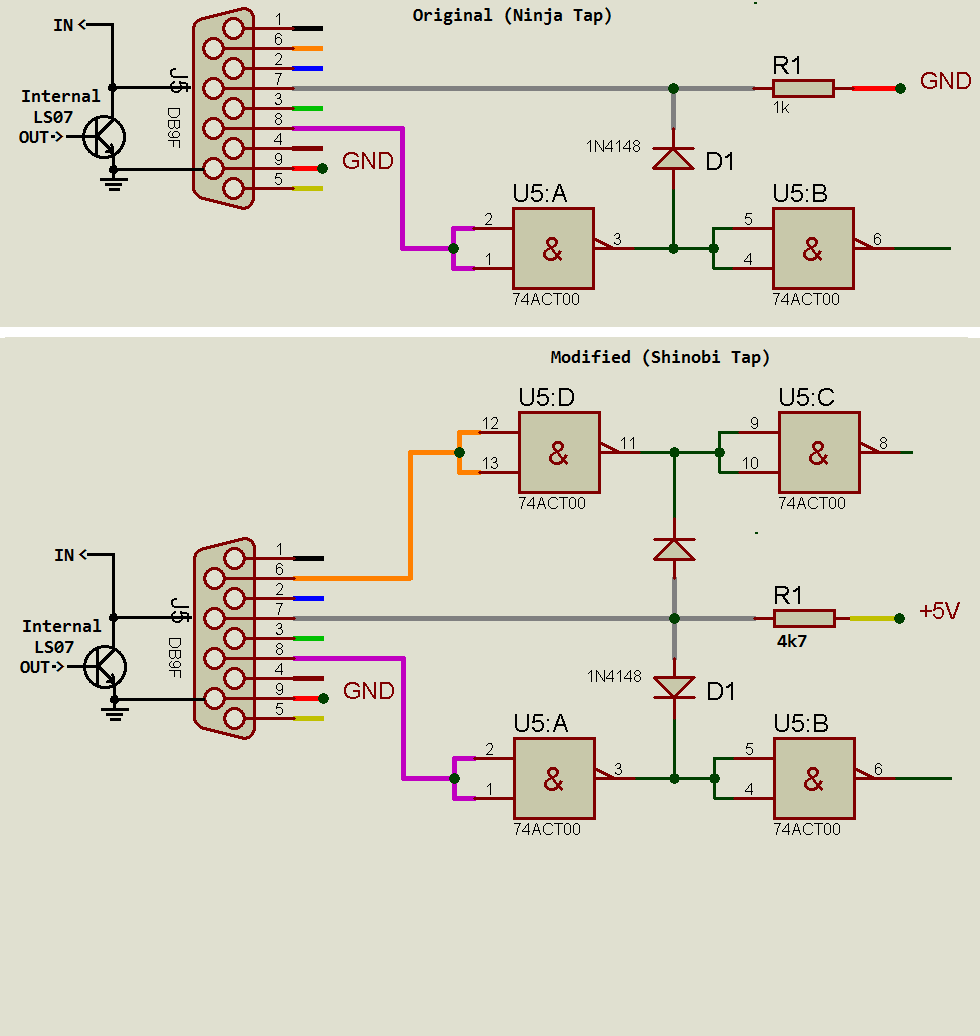 Original (Ninja Tap)
IN <
Internal
LS07
OUT->
J5
DB9F
1
6
2
7
3
8
4
9
5
GND
R1
1k
GND
1N4148
D1
U5:A
2
1
&
3
74ACT00
U5:B
5
4
&
6
74ACT00
Modified (Shinobi Tap)
U5:D
12
13
&
11
74ACT00
U5:C
9
10
&
8
74ACT00
IN <
Internal
LS07
OUT->
J5
DB9F
1
6
2
7
3
8
4
9
5
GND
R1
4k7
+5V
1N4148
D1
U5:A
2
1
&
3
74ACT00
U5:B
5
4
&
6
74ACT00